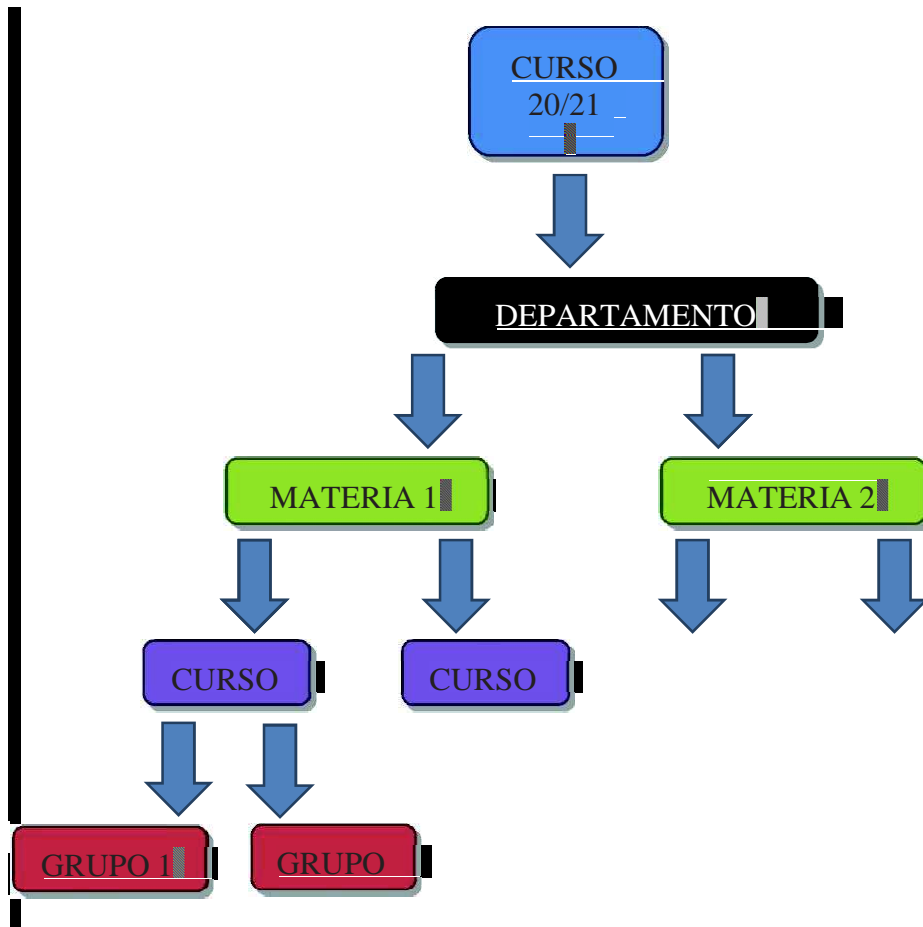 CURSO
20/21
DEPARTAMENTO
MATERIA 1
MATERIA 2
CURSO
CURSO
GRUPO 1
GRUPO